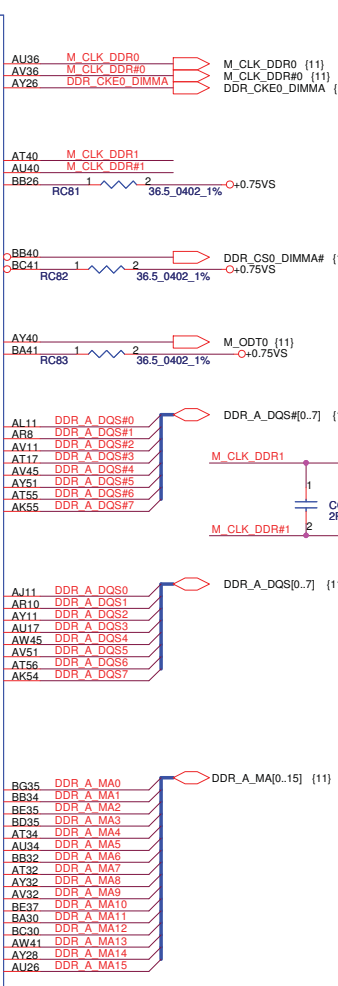 AU36 M_CLK_DDR0 M_CLK_DDR0 {11}
AV36 M_CLK_DDR#0 M_CLK_DDR#0 {11}
AY26 DDR_CKE0_DIMMA DDR_CKE0_DIMMA {
AT40 M_CLK_DDR1
AU40 M_CLK_DDR#1
BB26 1 2 +0.75VS
RC81 36.5_0402_1%
BB40 DDR_CS0_DIMMA# {1
BC41 1 2 +0.75VS
RC82 36.5_0402_1%
AY40 M_ODT0 {11}
BA41 1 2 +0.75VS
RC83 36.5_0402_1%
DDR_A_DQS#[0..7] {1
AL11 DDR_A_DQS#0
AR8 DDR_A_DQS#1
AV11 DDR_A_DQS#2
AT17 DDR_A_DQS#3
AV45 DDR_A_DQS#4
AY51 DDR_A_DQS#5
AT55 DDR_A_DQS#6
AK55 DDR_A_DQS#7
M_CLK_DDR1
1
2
M_CLK_DDR#1
DDR_A_DQS[0..7] {11
AJ11 DDR_A_DQS0
AR10 DDR_A_DQS1
AY11 DDR_A_DQS2
AU17 DDR_A_DQS3
AW45 DDR_A_DQS4
AV51 DDR_A_DQS5
AT56 DDR_A_DQS6
AK54 DDR_A_DQS7
DDR_A_MA[0..15] {11}
BG35 DDR_A_MA0
BB34 DDR_A_MA1
BE35 DDR_A_MA2
BD35 DDR_A_MA3
AT34 DDR_A_MA4
AU34 DDR_A_MA5
BB32 DDR_A_MA6
AT32 DDR_A_MA7
AY32 DDR_A_MA8
AV32 DDR_A_MA9
BE37 DDR_A_MA10
BA30 DDR_A_MA11
BC30 DDR_A_MA12
AW41 DDR_A_MA13
AY28 DDR_A_MA14
AU26 DDR_A_MA15